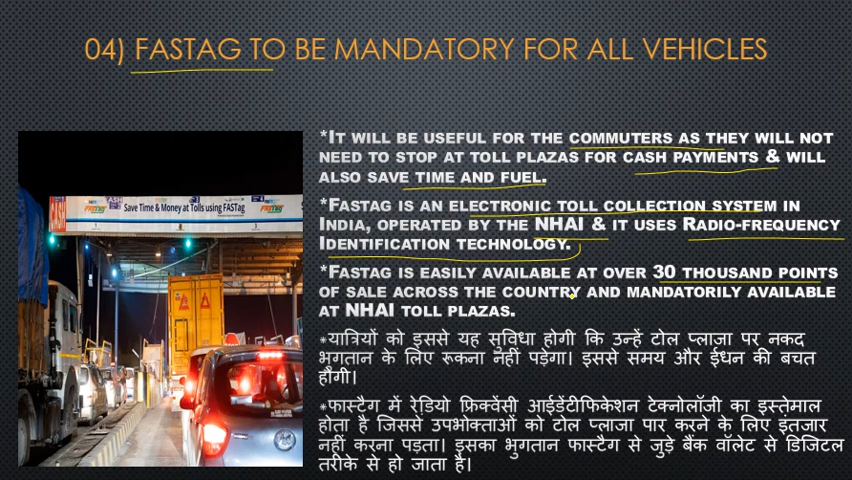 04) FASTAG TO BE MANDATORY FOR ALL VEHICLES
*IT WILL BE USEFUL FOR THE COMMUTERS AS THEY WILL NOT
NEED TO STOP AT TOLL PLAZAS FOR CASH PAYMENTS & WILL
ALSO SAVE TIME AND FUEL.
*FASTAG IS AN ELECTRONIC TOLL COLLECTION SYSTEM IN
INDIA, OPERATED BY THE NHAI & IT USES RADIO-FREQUENCY
IDENTIFICATION TECHNOLOGY.
*FASTAG IS EASILY AVAILABLE AT OVER 30 THOUSAND POINTS
OF SALE ACROSS THE COUNTRY AND MANDATORILY AVAILABLE
AT NHAI TOLL PLAZAS.
*यात्रियों को इससे यह सुविधा होगी कि उन्हें टोल प्लाजा पर नकद
भुगतान के लिए रूकना नहीं पड़ेगा। इससे समय और ईधन की बचत
होगी।
*फास्टैग में रेडियो फ्रिक्वेंसी आईडेंटीफिकेशन टेक्नोलॉजी का इस्तेमाल
होता है जिससे उपभोक्ताओं को टोल प्लाजा पार करने के लिए इंतजार
नहीं करना पड़ता। इसका भुगतान फास्टैग से जुड़े बैंक वॉलेट से डिजिटल
तरीके से हो जाता है।
CASH
FASTag
Save Time & Money at Tolls using FASTag
FASTag